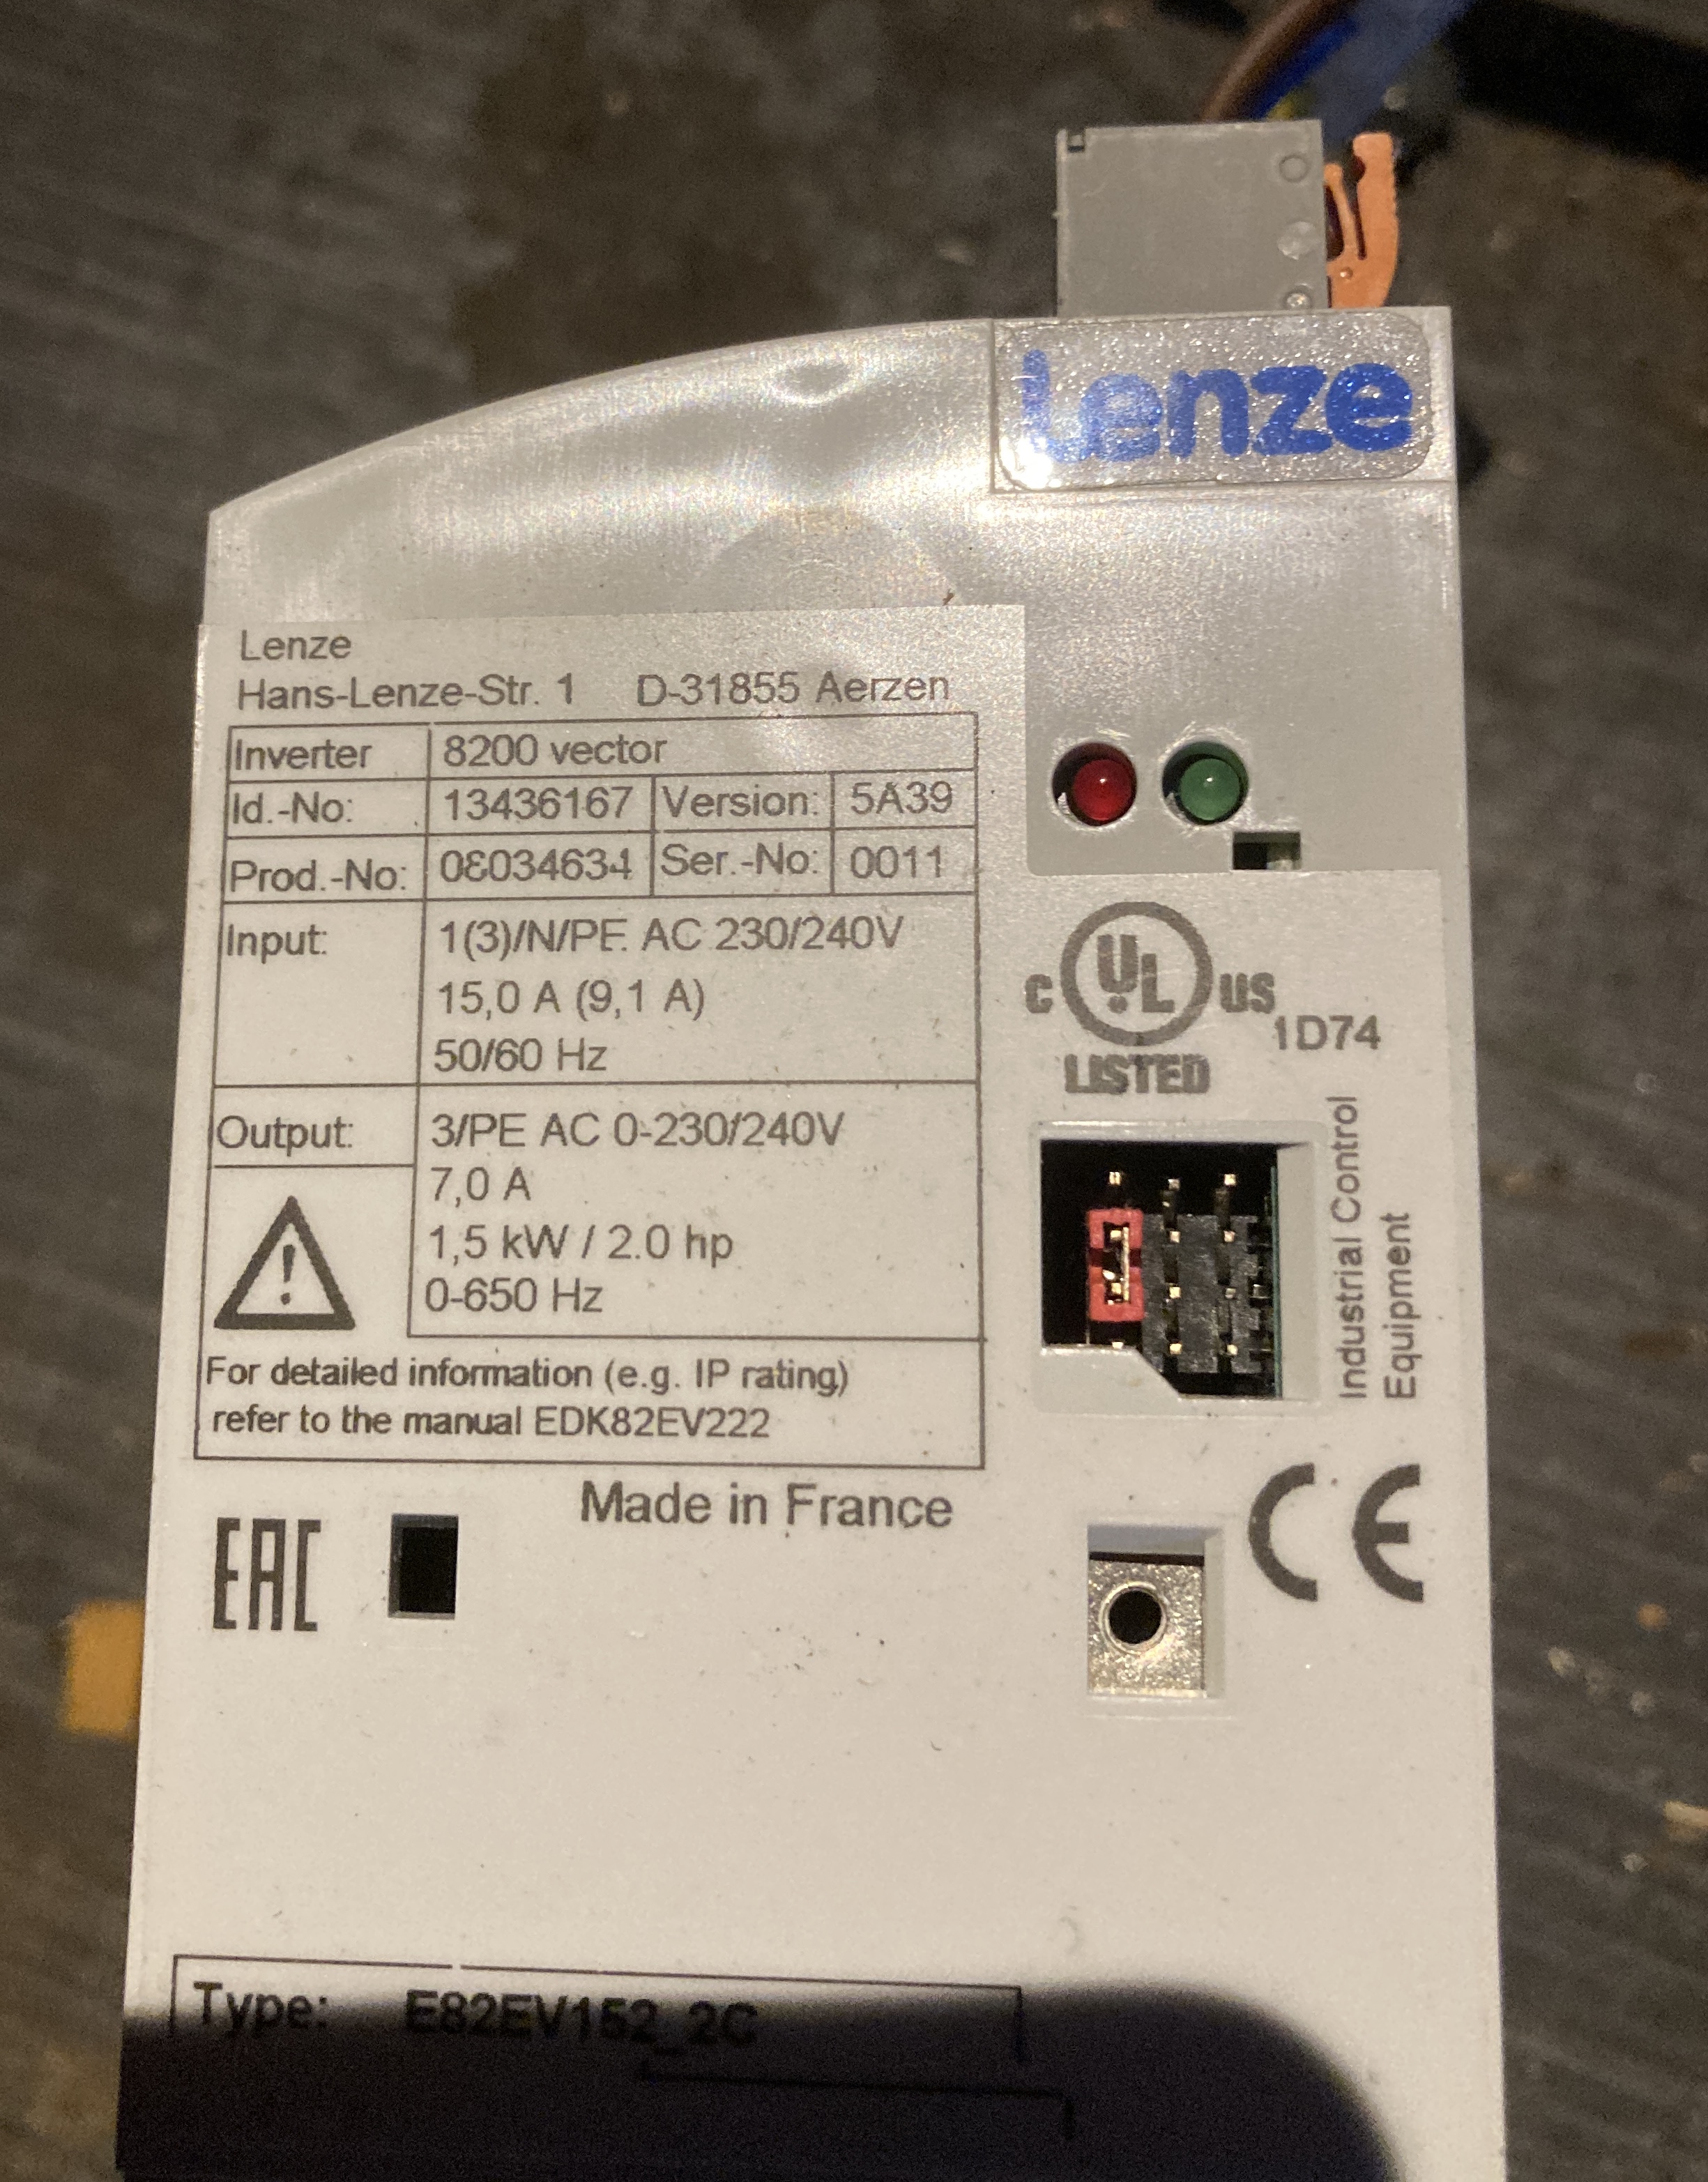 Lenze
Lenze
Hans-Lenze-Str. 1 D-31855 Aerzen
Inverter 8200 vector
Id.-No: 13436167 Version: 5A39
Prod.-No: 08034634 Ser.-No: 0011
Input: 1(3)/N/PE AC 230/240V
15,0 A (9,1 A)
50/60 Hz
Output: 3/PE AC 0-230/240V
7,0 A
1,5 kW / 2.0 hp
0-650 Hz
For detailed information (e.g. IP rating)
refer to the manual EDK82EV222
Made in France
EAC
C UL US
1D74
LISTED
Industrial Control
Equipment
CE
Type: E82EV152_2C